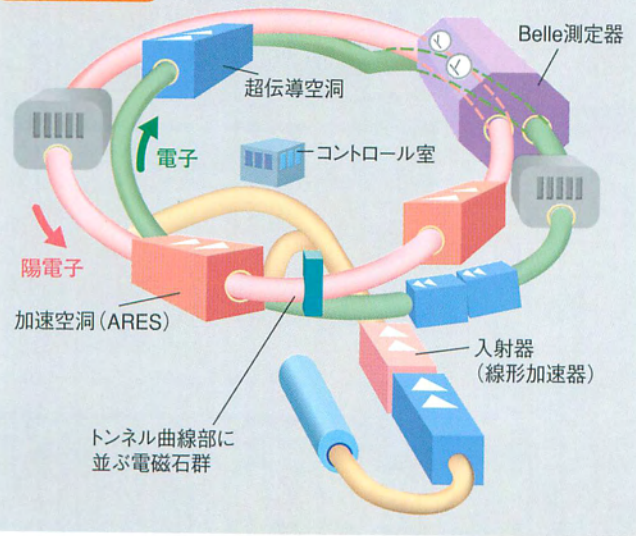 Belle測定器
超伝導空洞
電子
コントロール室
陽電子
加速空洞(ARES)
入射器
(線形加速器)
トンネル曲線部に
並ぶ電磁石群